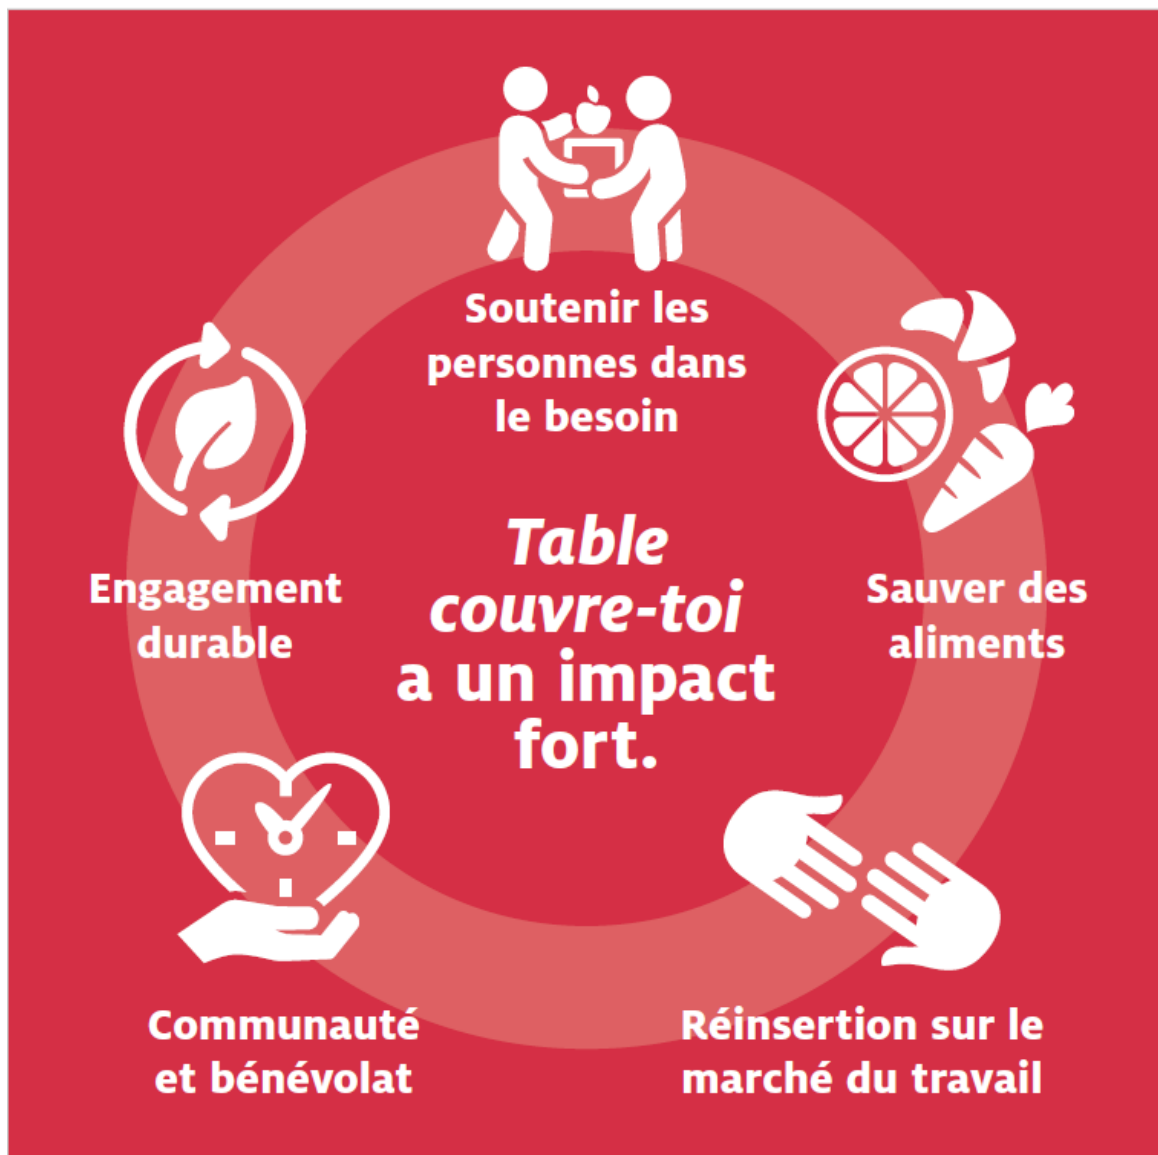 Soutenir les
personnes dans
le besoin
Sauver des
aliments
Réinsertion sur le
marché du travail
Communauté
et bénévolat
Engagement
durable
Table
couvre-toi
a un impact
fort.